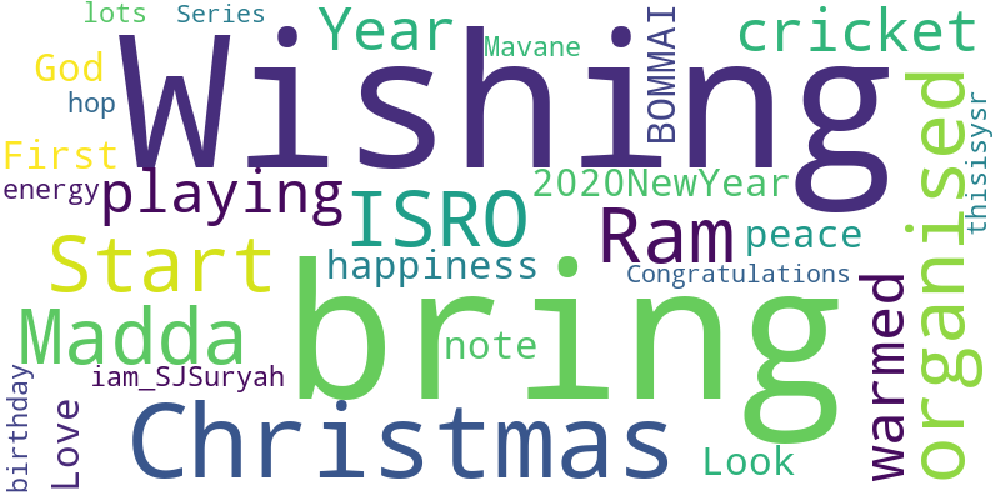 lots
Series
Year
cricket
God
Wishing
Mavane
BOMMAI
hop
First
energy
playing
ISRO
2020NewYear
organised
thisisysr
Start
happiness
Ram
peace
Congratulations
Madda
bring
note
iam_SJSuryah
warmed
birthday
Love
Christmas
Look